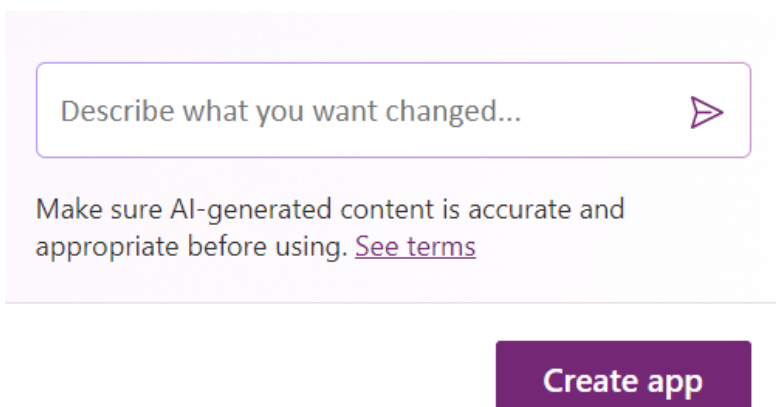 Describe what you want changed...
Make sure AI-generated content is accurate and
appropriate before using. See terms
Create app